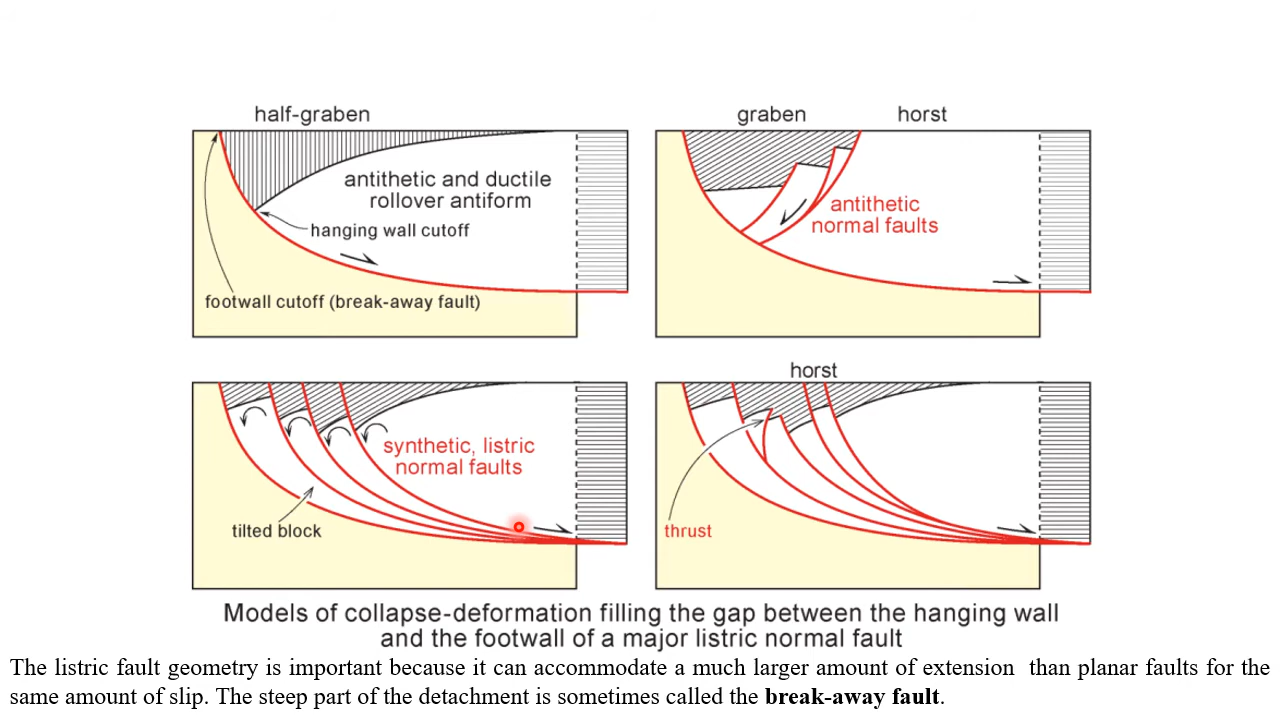 half-graben
antithetic and ductile
rollover antiform
hanging wall cutoff
footwall cutoff (break-away fault)
graben
horst
antithetic
normal faults
synthetic, listric
normal faults
tilted block
horst
thrust
Models of collapse-deformation filling the gap between the hanging wall
and the footwall of a major listric normal fault
The listric fault geometry is important because it can accommodate a much larger amount of extension than planar faults for the
same amount of slip. The steep part of the detachment is sometimes called the break-away fault.